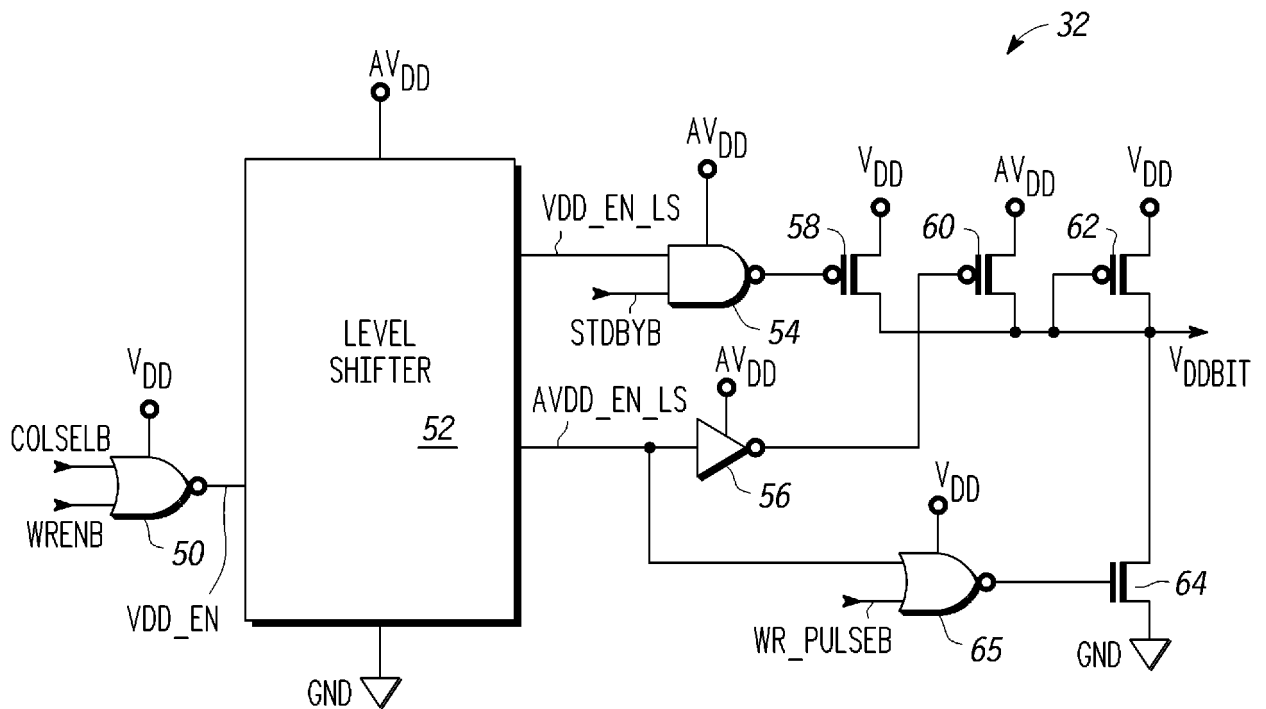 32
AVDD
AVDD
VDD
AVDD
VDD
VDD_EN_LS
58
60
62
STDBYB
54
LEVEL
SHIFTER
52
VDDBIT
VDD
AVDD
AVDD_EN_LS
COLSELB
56
VDD
WRENB
50
VDD_EN
64
WR_PULSEB
65
GND
GND